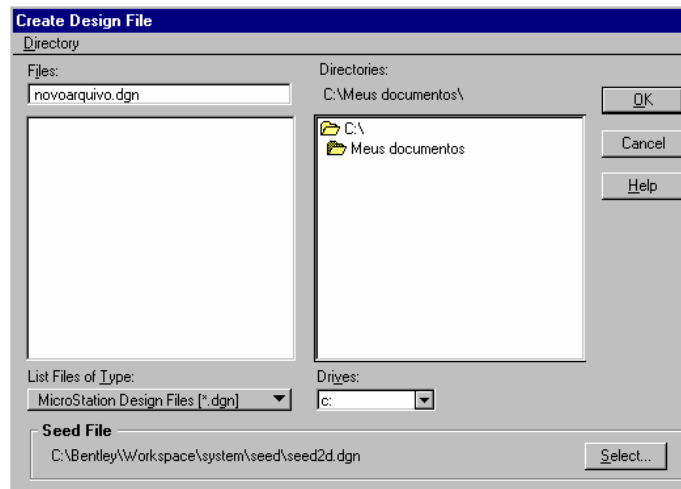 Create Design File
Directory
Files:
novoarquivo.dgn
Directories:
C:\Meus documentos\
C:\
Meus documentos
OK
Cancel
Help
List Files of Type:
MicroStation Design Files [*.dgn]
Drives:
c:
Seed File
C:\Bentley\Workspace\system\seed\seed2d.dgn
Select...